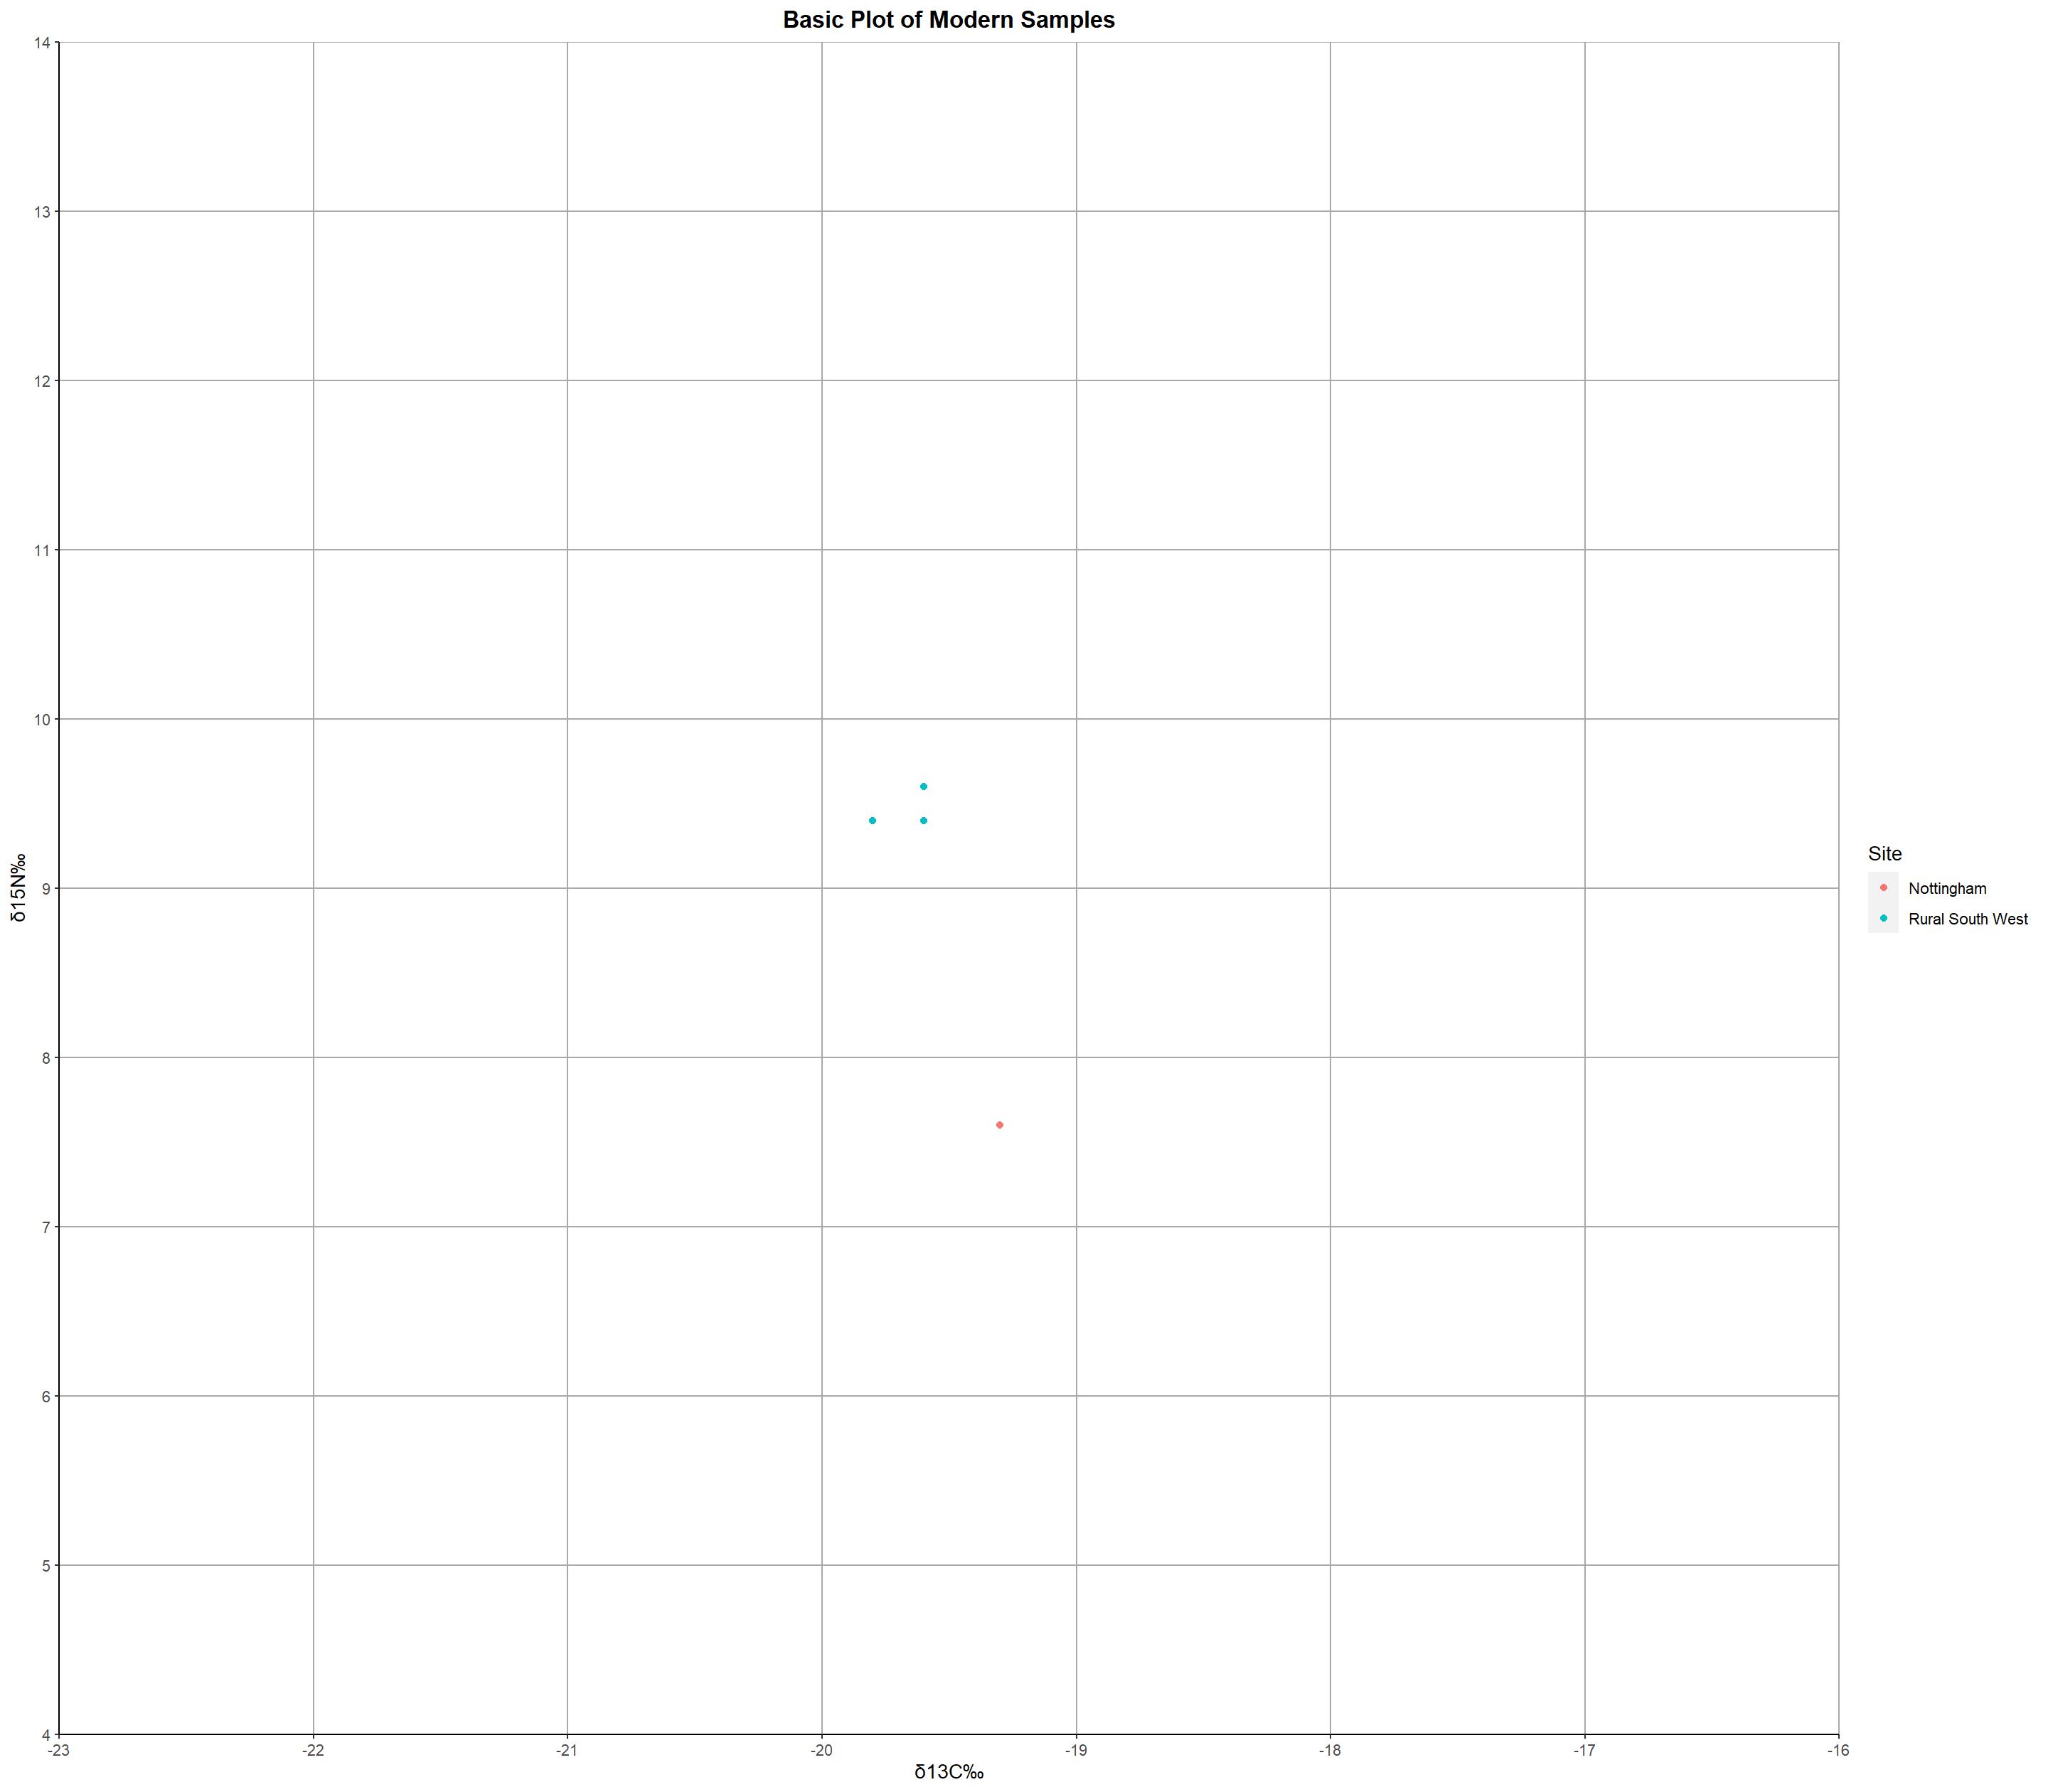 Basic Plot of Modern Samples
14
13
12
11
10
9
8
7
6
5
4
δ15N‰
-23 -22 -21 -20 -19 -18 -17 -16
δ13C‰
Site
Nottingham
Rural South West